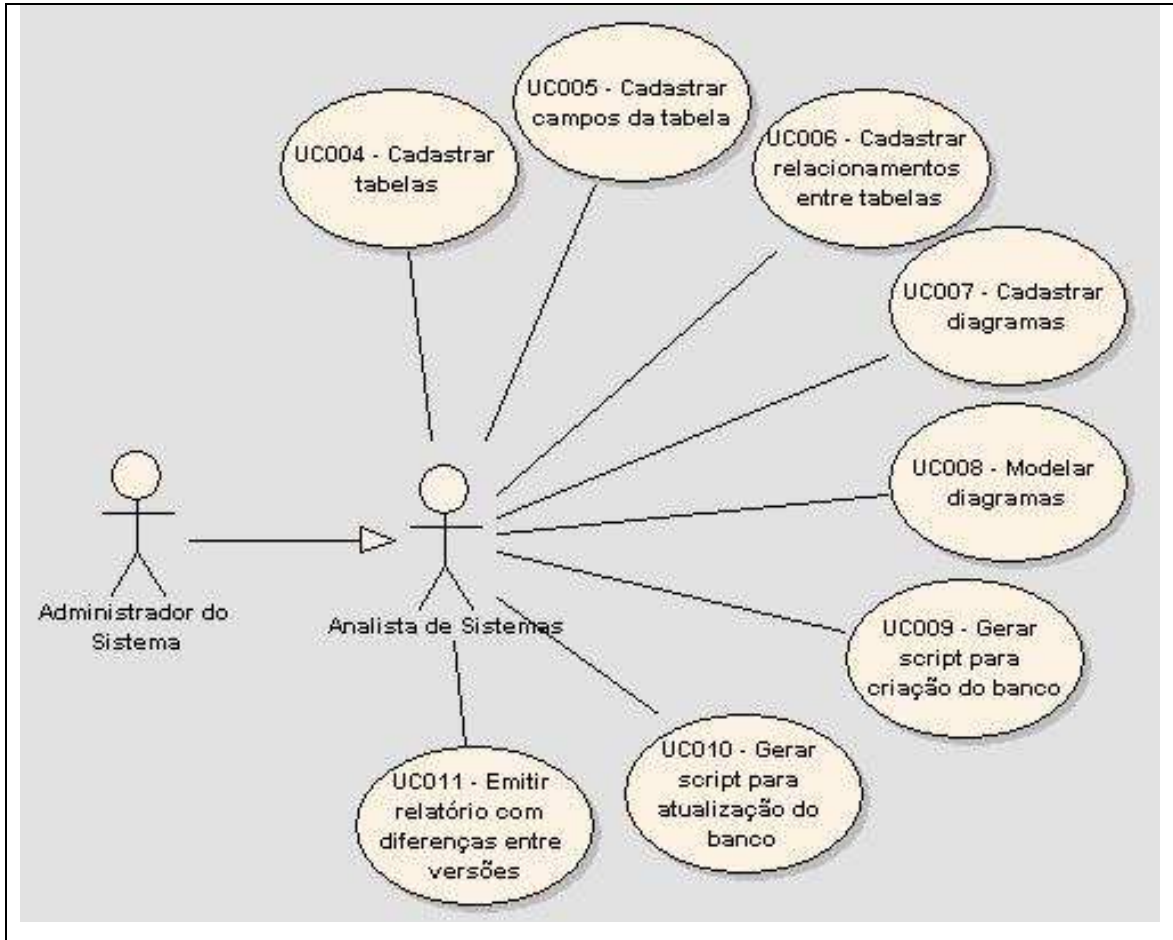 UC004 - Cadastrar
tabelas
UC005 - Cadastrar
campos da tabela
UC006 - Cadastrar
relacionamentos
entre tabelas
UC007 - Cadastrar
diagramas
UC008 - Modelar
diagramas
UC009 - Gerar
script para
criação do banco
UC010 - Gerar
script para
atualização do
banco
UC011 - Emitir
relatório com
diferenças entre
versões
Administrador do
Sistema
Analista de Sistemas